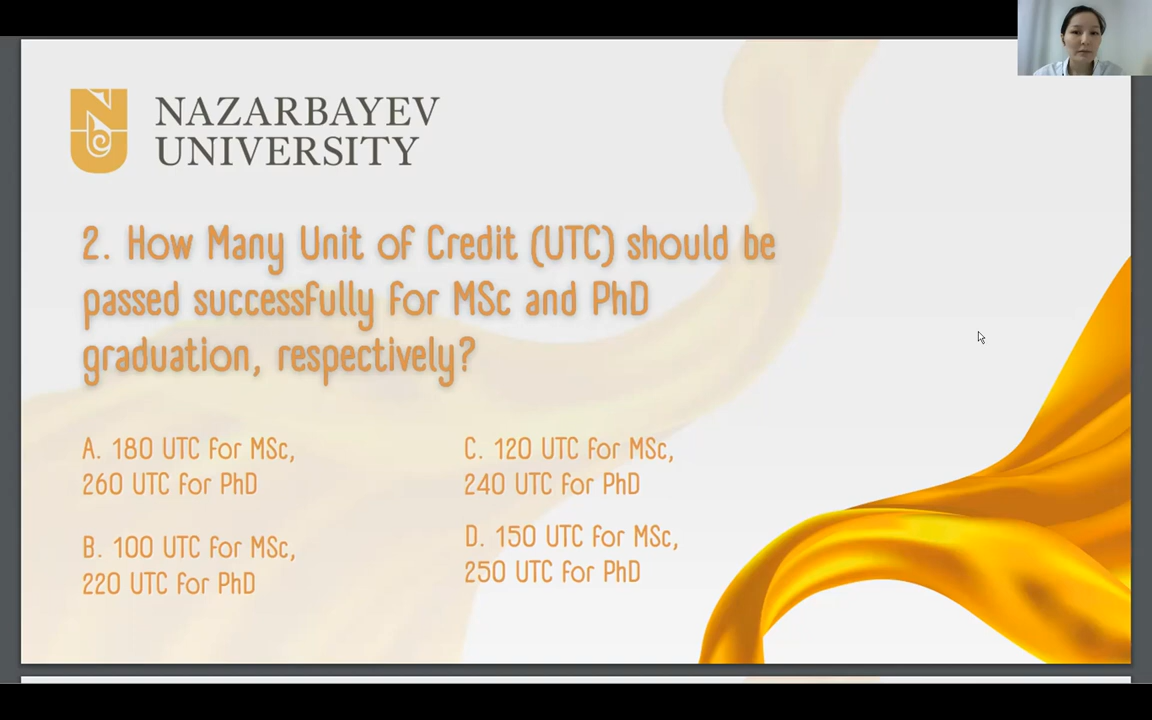 NAZARBAYEV
UNIVERSITY
2. How Many Unit of Credit (UTC) should be
passed successfully for MSc and PhD
graduation, respectively?
A. 180 UTC for MSc,
260 UTC for PhD
B. 100 UTC for MSc,
220 UTC for PhD
C. 120 UTC for MSc,
240 UTC for PhD
D. 150 UTC for MSc,
250 UTC for PhD